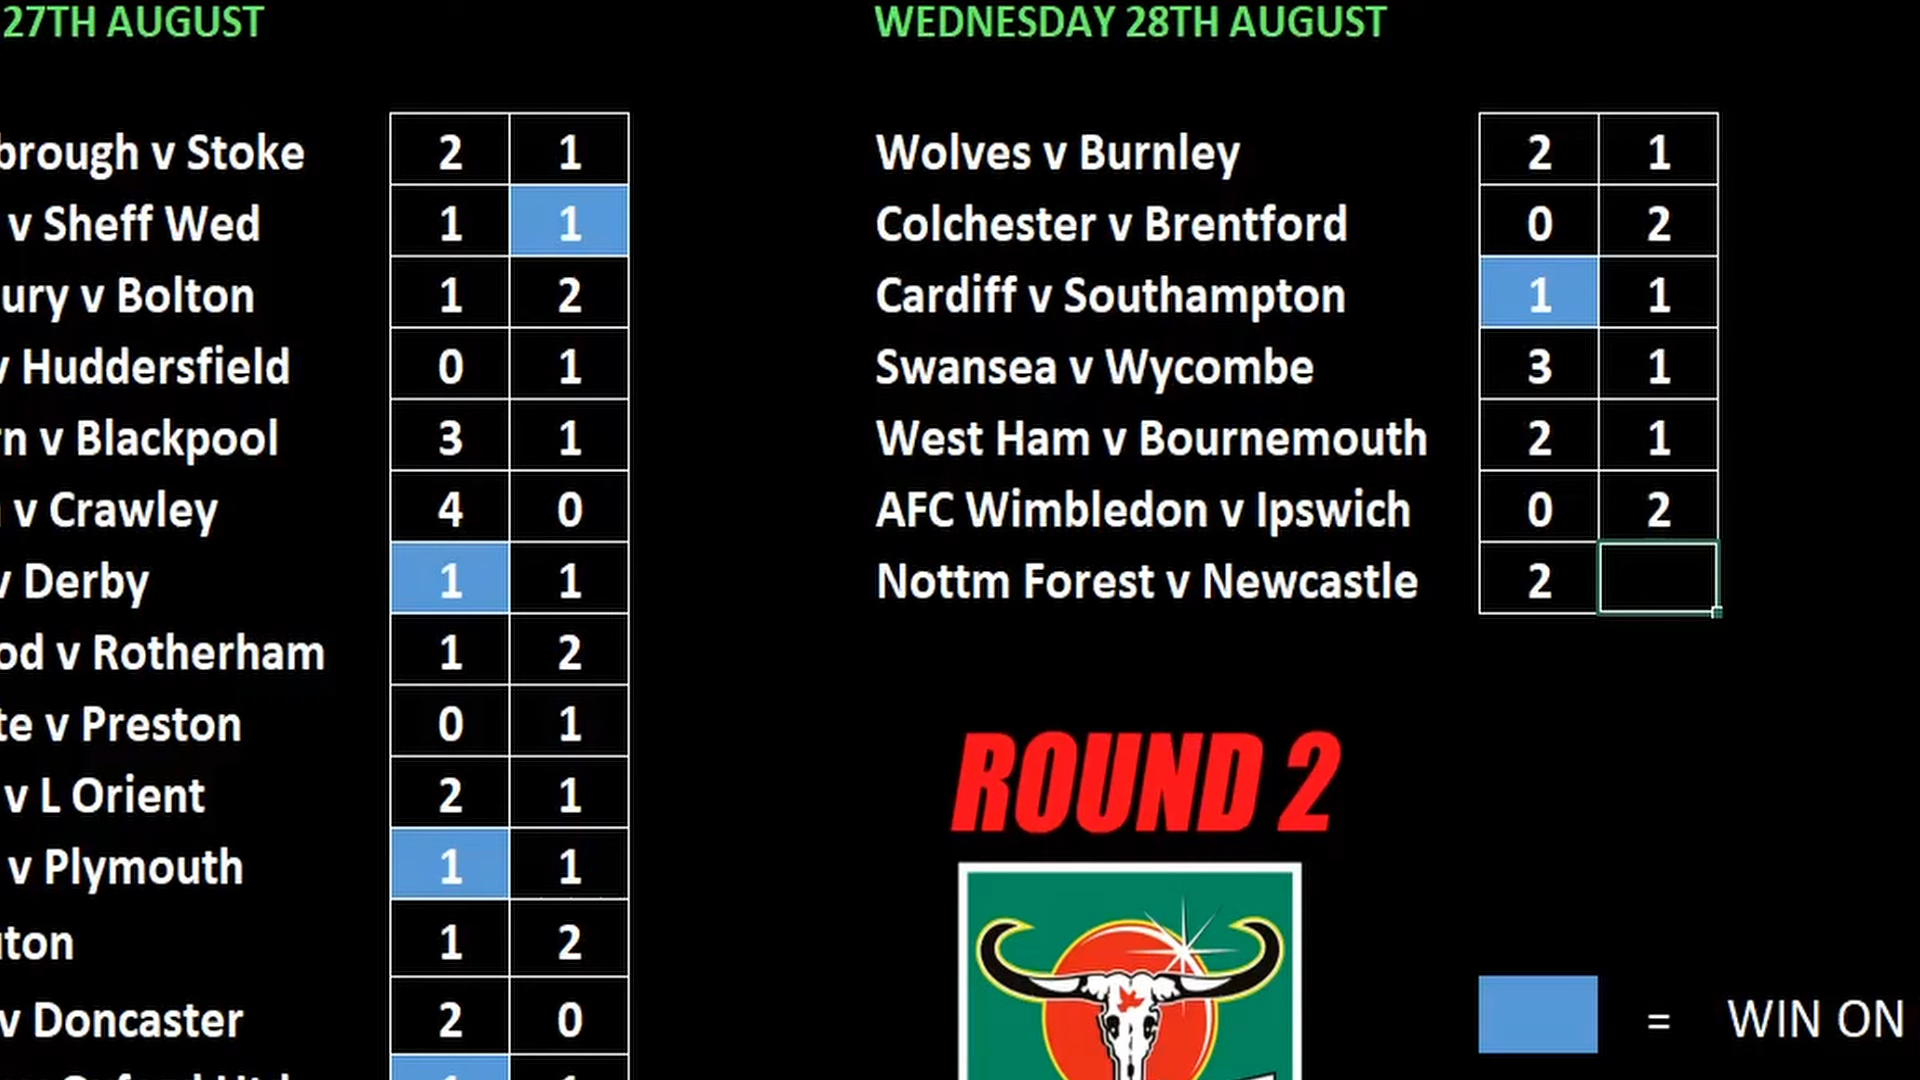 27TH AUGUST
brough v Stoke 2 1
v Sheff Wed 1 1
ury v Bolton 1 2
v Huddersfield 0 1
rn v Blackpool 3 1
v Crawley 4 0
v Derby 1 1
od v Rotherham 1 2
te v Preston 0 1
v L Orient 2 1
v Plymouth 1 1
ton 1 2
v Doncaster 2 0
WEDNESDAY 28TH AUGUST
Wolves v Burnley 2 1
Colchester v Brentford 0 2
Cardiff v Southampton 1 1
Swansea v Wycombe 3 1
West Ham v Bournemouth 2 1
AFC Wimbledon v Ipswich 0 2
Nottm Forest v Newcastle 2
ROUND 2
= WIN ON